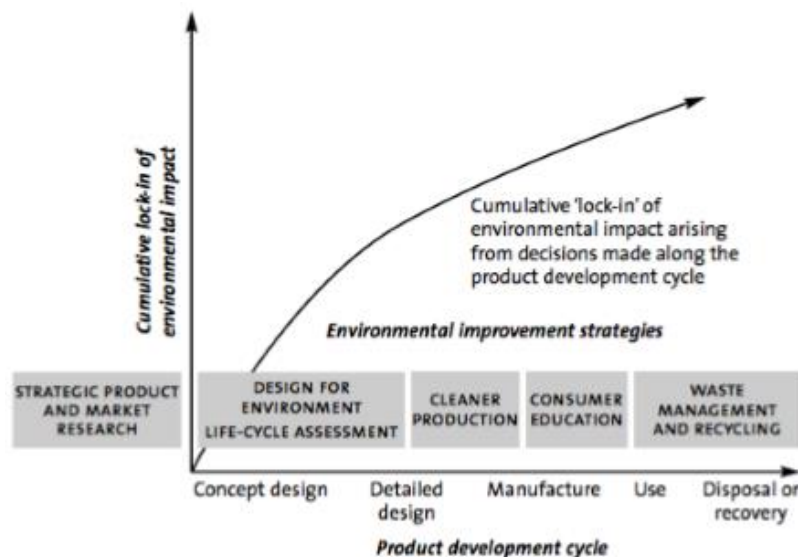 Cumulative lock-in of
environmental impact
Cumulative 'lock-in' of
environmental impact arising
from decisions made along the
product development cycle
Environmental improvement strategies
STRATEGIC PRODUCT
AND MARKET
RESEARCH
DESIGN FOR
ENVIRONMENT
LIFE-CYCLE ASSESSMENT
CLEANER
PRODUCTION
CONSUMER
EDUCATION
WASTE
MANAGEMENT
AND RECYCLING
Concept design
Detailed
design
Manufacture
Use
Disposal or
recovery
Product development cycle